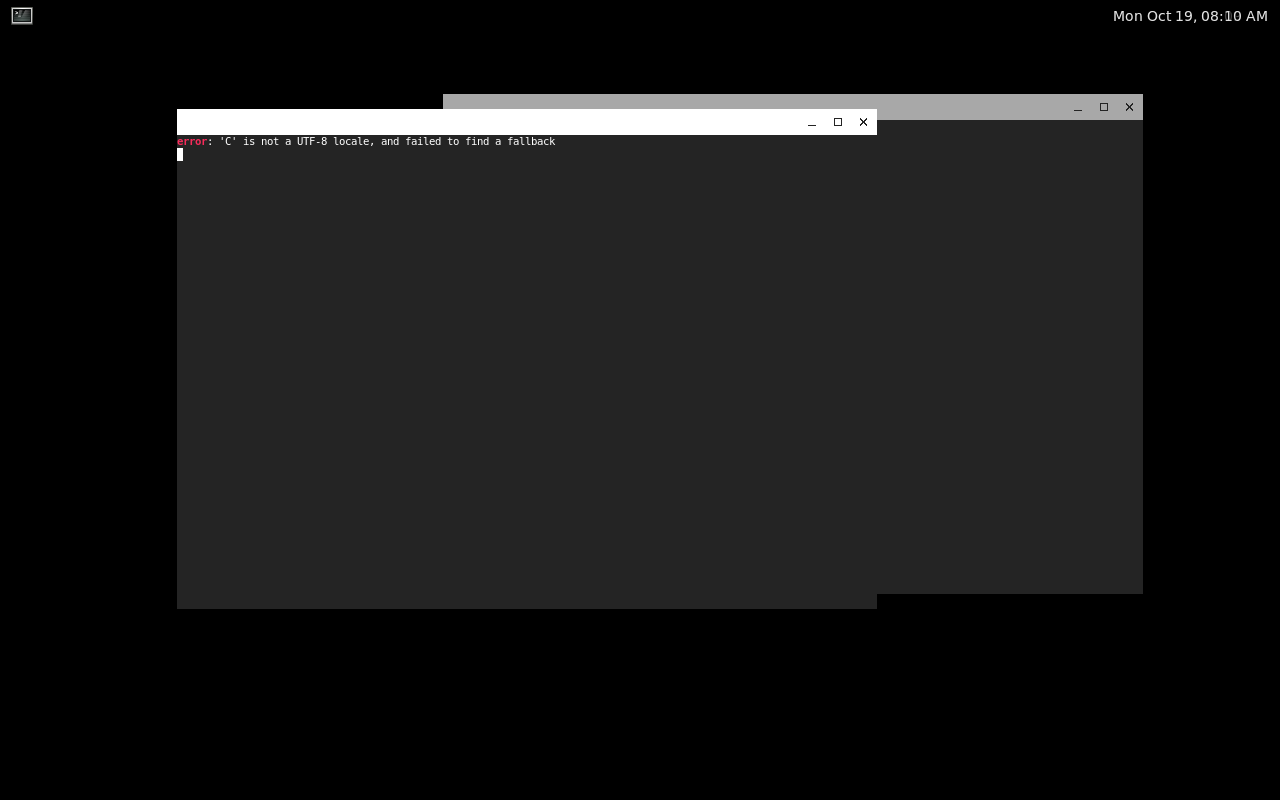 Mon Oct 19, 08:10 AM
error: 'C' is not a UTF-8 locale, and failed to find a fallback